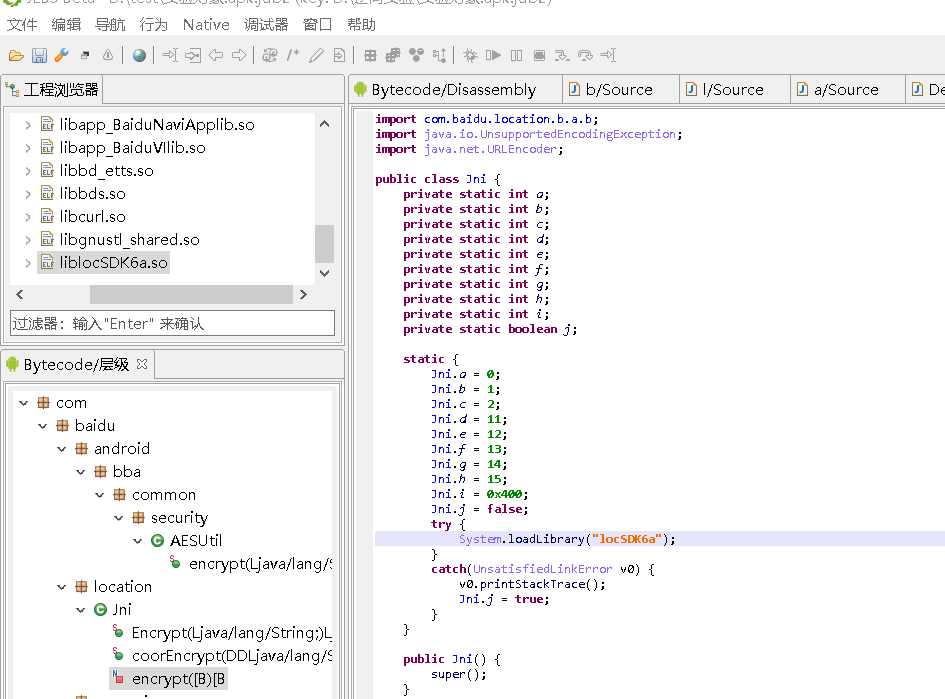 文件 编辑 导航 行为 Native 调试器 窗口 帮助
工程浏览器
libapp_BaiduNaviApplib.so
libapp_BaiduVIlib.so
libbd_etts.so
libbds.so
libcurl.so
libgnustl_shared.so
liblocSDK6a.so
过滤器: 输入"Enter" 来确认
Bytecode/层级
com
baidu
android
bba
common
security
AESUtil
encrypt(Ljava/lang/S
location
Jni
Encrypt(Ljava/lang/String;)L
coorEncrypt(DDLjava/lang/S
encrypt([B)[B
Bytecode/Disassembly b/Source l/Source a/Source De
import com.baidu.location.b.a.b;
import java.io.UnsupportedEncodingException;
import java.net.URLEncoder;
public class Jni {
private static int a;
private static int b;
private static int c;
private static int d;
private static int e;
private static int f;
private static int g;
private static int h;
private static int i;
private static boolean j;
static {
Jni.a = 0;
Jni.b = 1;
Jni.c = 2;
Jni.d = 11;
Jni.e = 12;
Jni.f = 13;
Jni.g = 14;
Jni.h = 15;
Jni.i = 0x400;
Jni.j = false;
try {
System.loadLibrary("locSDK6a");
}
catch(UnsatisfiedLinkError v0) {
v0.printStackTrace();
Jni.j = true;
}
}
public Jni() {
super();
}